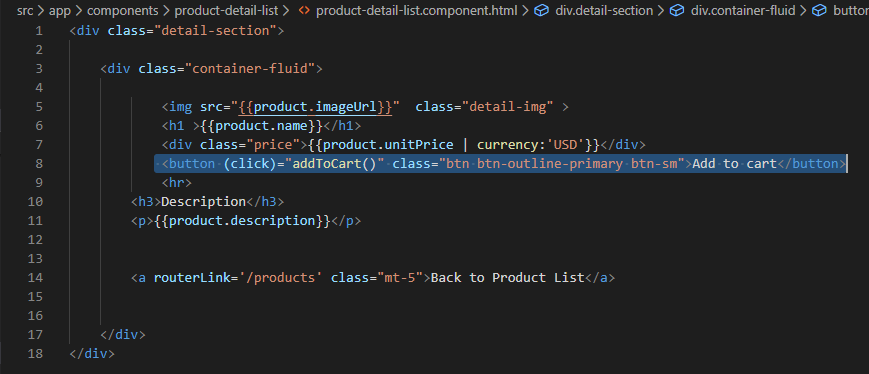 src > app > components > product-detail-list > product-detail-list.component.html > div.detail-section > div.container-fluid > button
1 <div class="detail-section">
2
3 <div class="container-fluid">
4
5 <img src="{{product.imageUrl}}"  class="detail-img" >
6 <h1 >{{product.name}}</h1>
7 <div class="price">{{product.unitPrice | currency:'USD'}}</div>
8 <button (click)="addToCart()" class="btn btn-outline-primary btn-sm">Add to cart</button>
9 <hr>
10 <h3>Description</h3>
11 <p>{{product.description}}</p>
12
13
14 <a routerLink='/products' class="mt-5">Back to Product List</a>
15
16
17 </div>
18 </div>